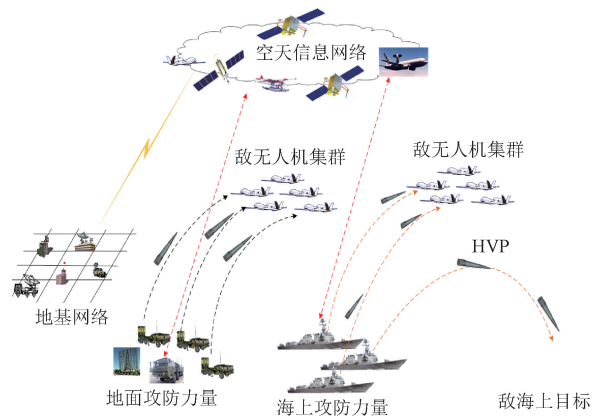 空天信息网络
敌无人机集群
敌无人机集群
HVP
地基网络
地面攻防力量
海上攻防力量
敌海上目标